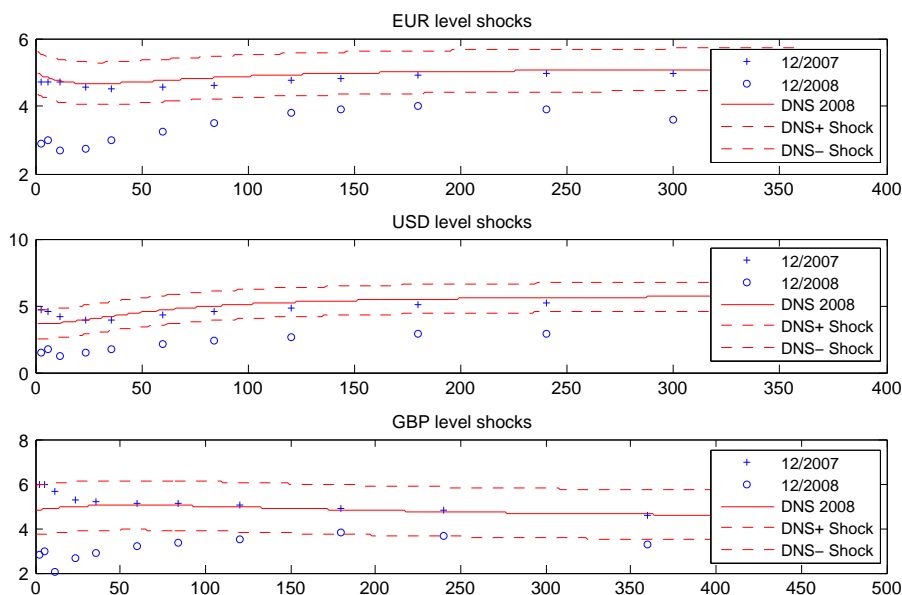 EUR level shocks
6
4
2
12/2007
12/2008
DNS 2008
DNS+ Shock
DNS− Shock
0 50 100 150 200 250 300 350 400
USD level shocks
10
5
0
12/2007
12/2008
DNS 2008
DNS+ Shock
DNS− Shock
0 50 100 150 200 250 300 350 400
GBP level shocks
8
6
4
2
12/2007
12/2008
DNS 2008
DNS+ Shock
DNS− Shock
0 50 100 150 200 250 300 350 400 450 500